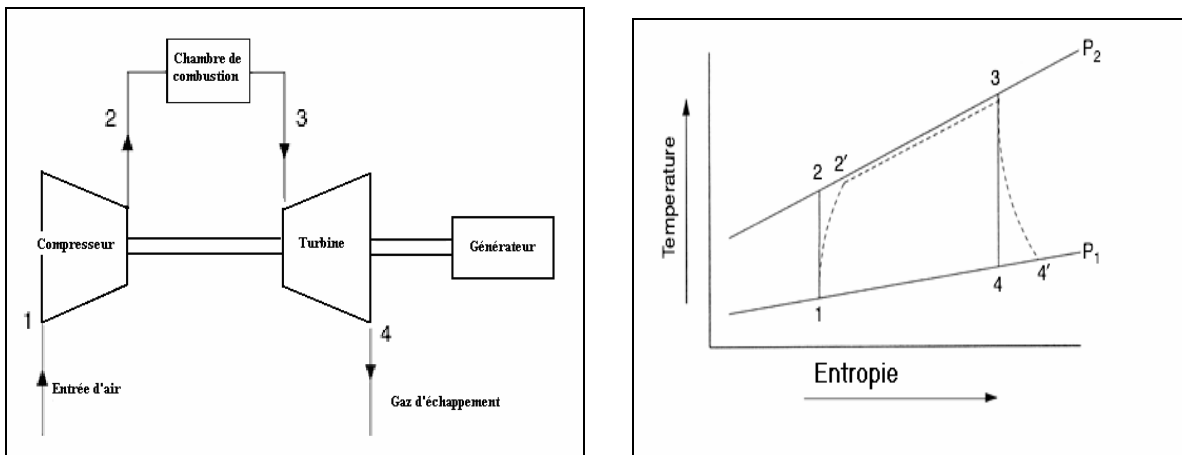 Chambre de
combustion
2
3
Compresseur
Turbine
Générateur
1
4
Entrée d'air
Gaz d'échappement
P2
3
2
2'
Temperature
P1
4
4'
1
Entropie